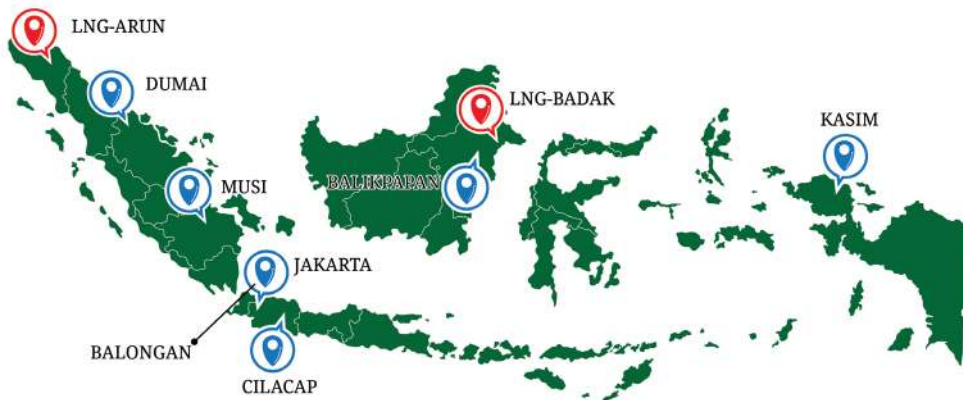 LNG-ARUN
DUMAI
LNG-BADAK
KASIM
MUSI
BALIKPAPAN
JAKARTA
BALONGAN
CILACAP